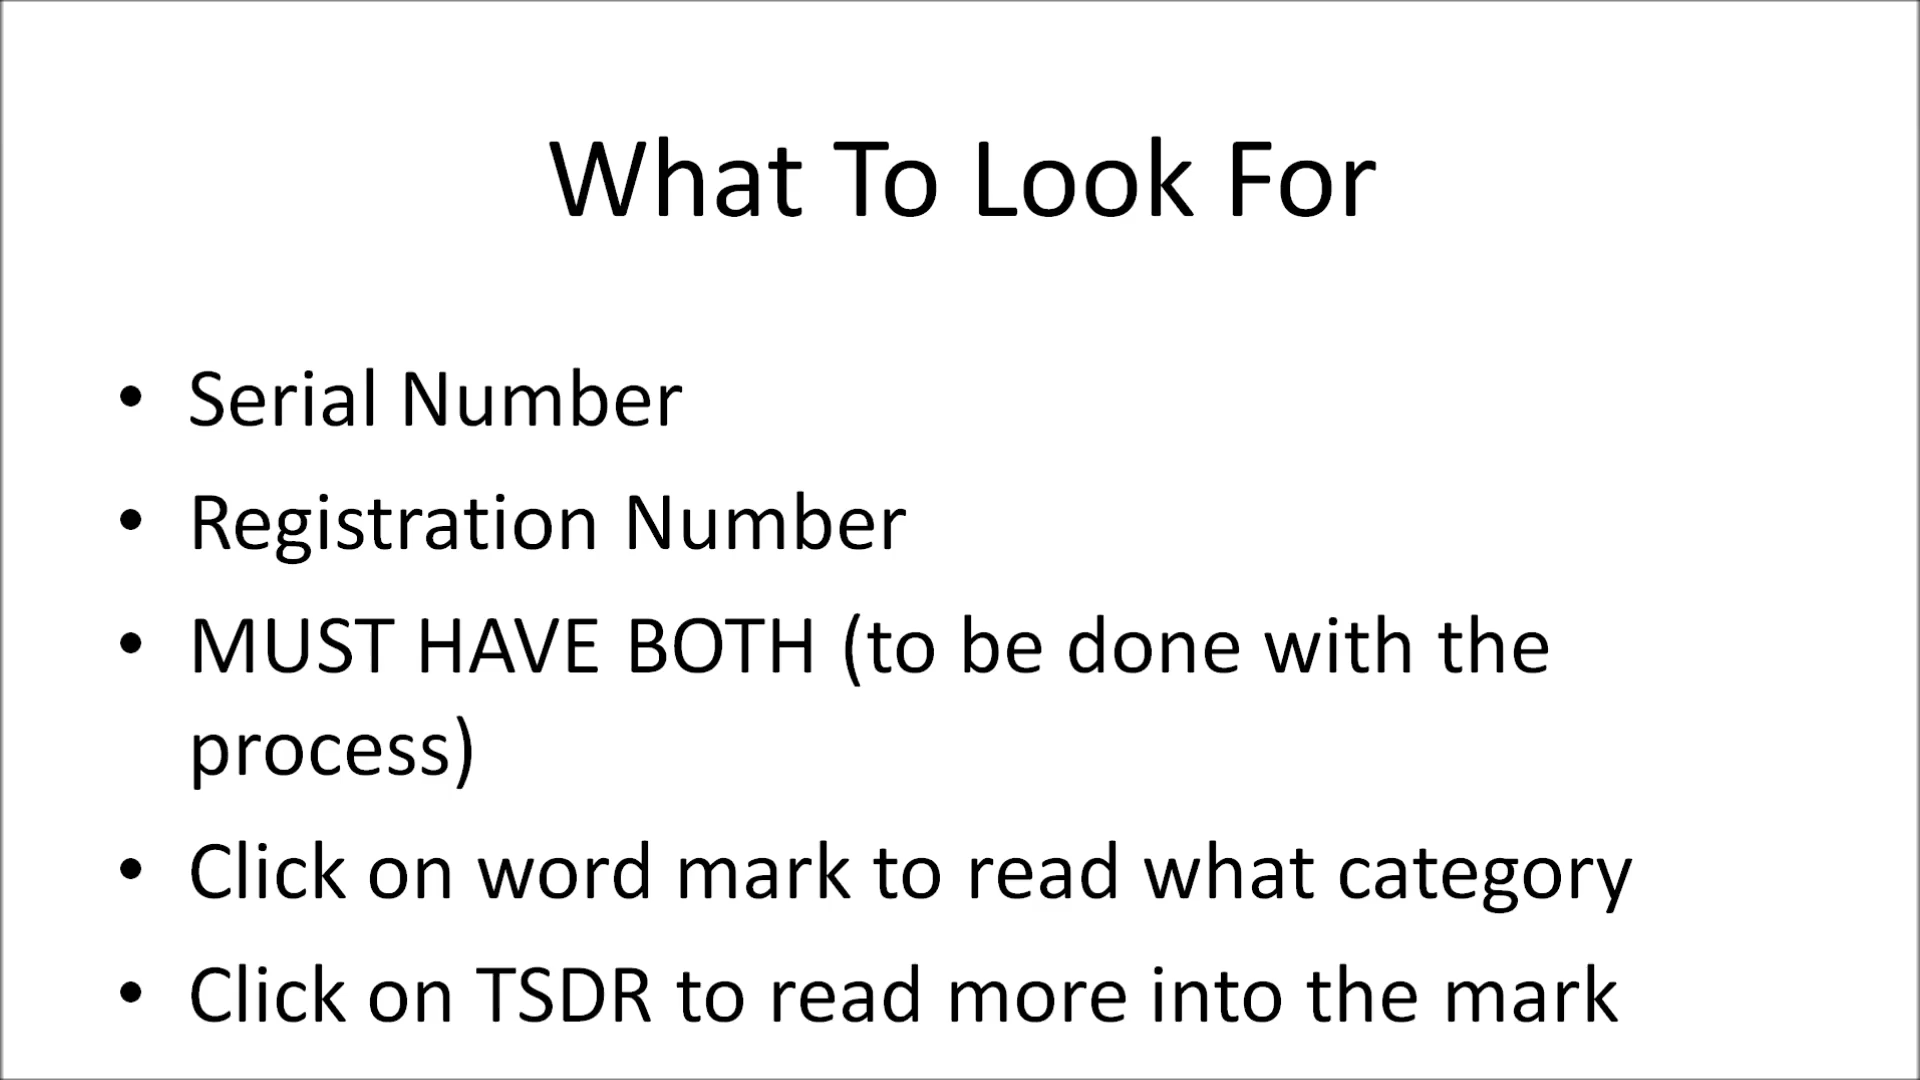 What To Look For
• Serial Number
• Registration Number
• MUST HAVE BOTH (to be done with the
process)
• Click on word mark to read what category
• Click on TSDR to read more into the mark